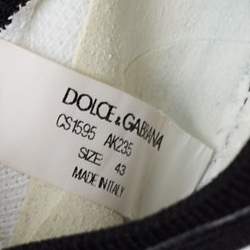 DOLCE & GABBANA
CS1595 AK235
SIZE: 43
MADE IN ITALY